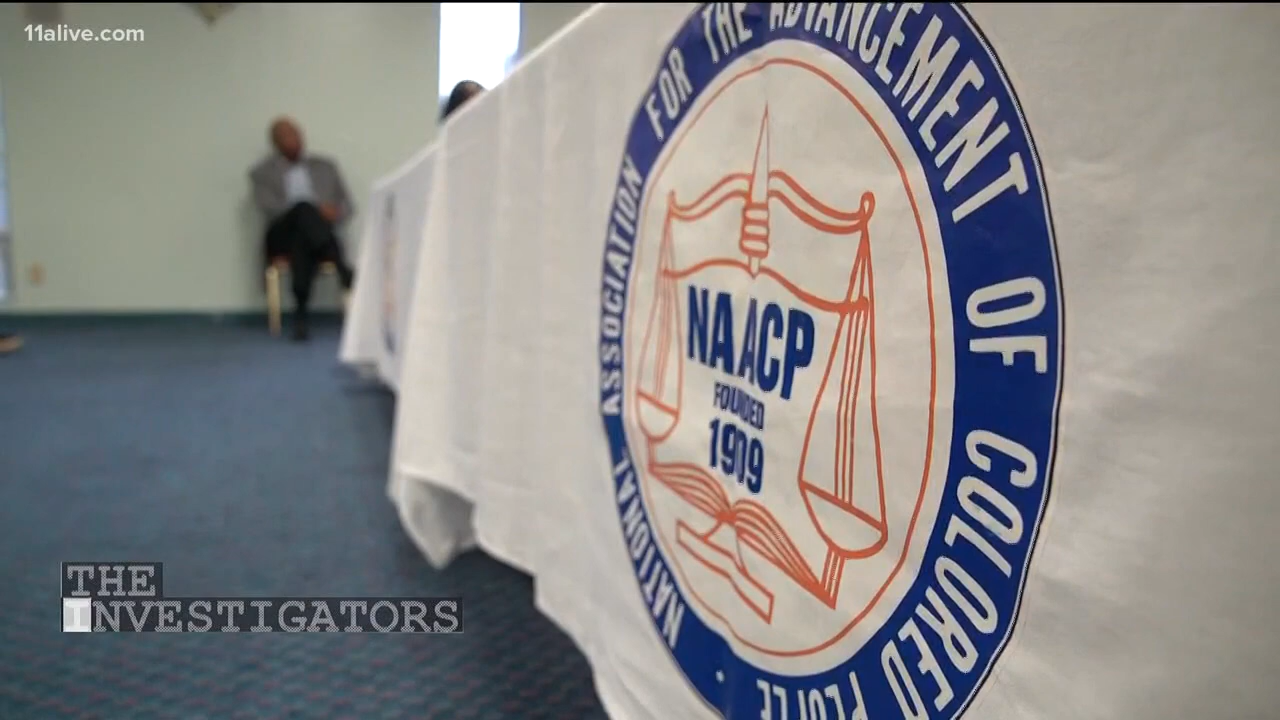 11alive.com
NATIONAL ASSOCIATION FOR THE ADVANCEMENT OF COLORED PEOPLE
NAACP
FOUNDED
1909
THE
INVESTIGATORS